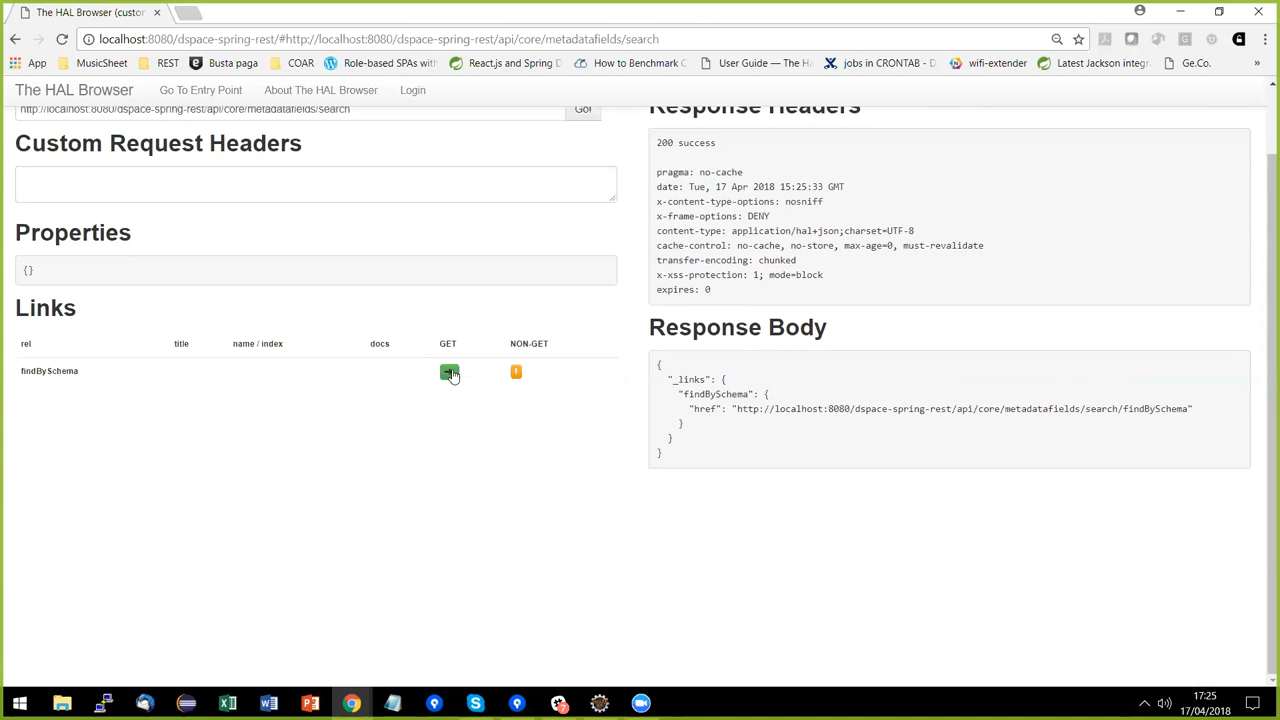 The HAL Browser (custor
localhost:8080/dspace-spring-rest/#http://localhost:8080/dspace-spring-rest/api/core/metadatafields/search
App MusicSheet REST Busta paga COAR Role-based SPAs wit React.js and Spring D How to Benchmark C User Guide — The Ha jobs in CRONTAB - D wifi-extender Latest Jackson integ Ge.Co. »
The HAL Browser Go To Entry Point About The HAL Browser Login
http://localhost:8080/dspace-spring-rest/api/core/metadatafields/search Go!
Custom Request Headers
Properties
{}
Links
rel title name / index docs GET NON-GET
findBySchema
Response Headers
200 success
pragma: no-cache
date: Tue, 17 Apr 2018 15:25:33 GMT
x-content-type-options: nosniff
x-frame-options: DENY
content-type: application/hal+json;charset=UTF-8
cache-control: no-cache, no-store, max-age=0, must-revalidate
transfer-encoding: chunked
x-xss-protection: 1; mode=block
expires: 0
Response Body
{
"_links": {
"findBySchema": {
"href": "http://localhost:8080/dspace-spring-rest/api/core/metadatafields/search/findBySchema"
}
}
}
17:25
17/04/2018